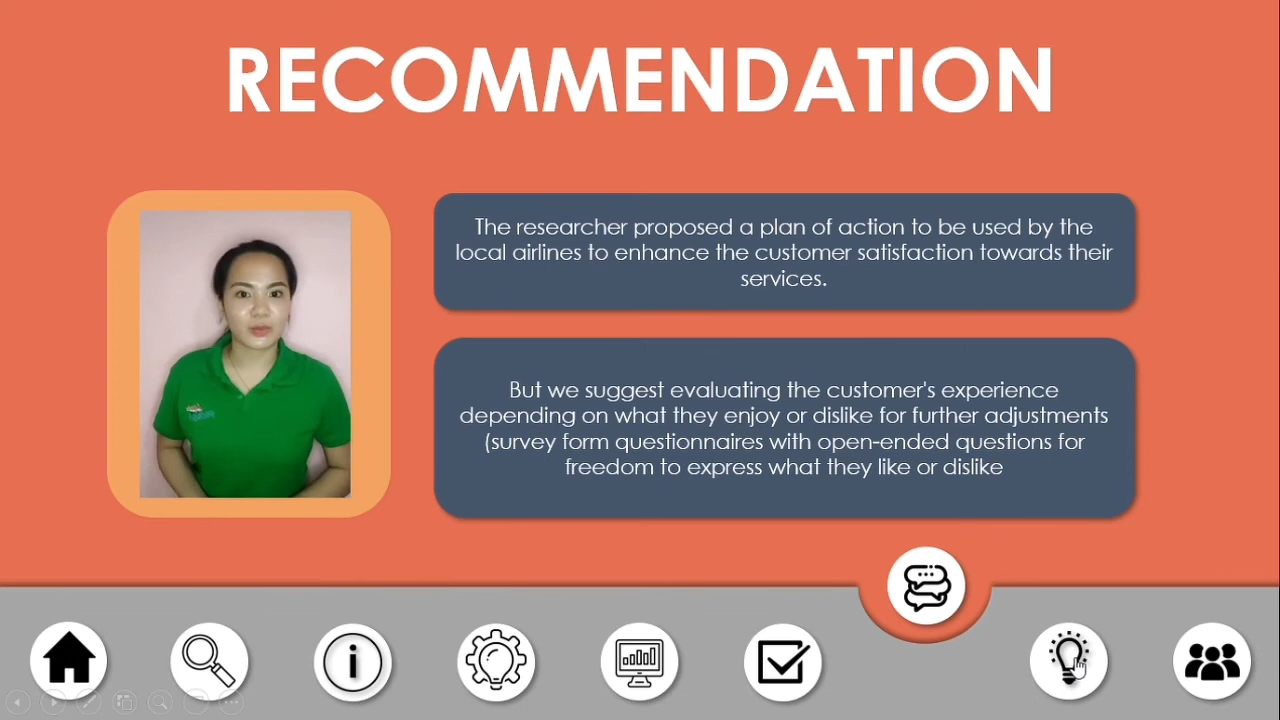 RECOMMENDATION
The researcher proposed a plan of action to be used by the
local airlines to enhance the customer satisfaction towards their
services.
But we suggest evaluating the customer's experience
depending on what they enjoy or dislike for further adjustments
(survey form questionnaires with open-ended questions for
freedom to express what they like or dislike